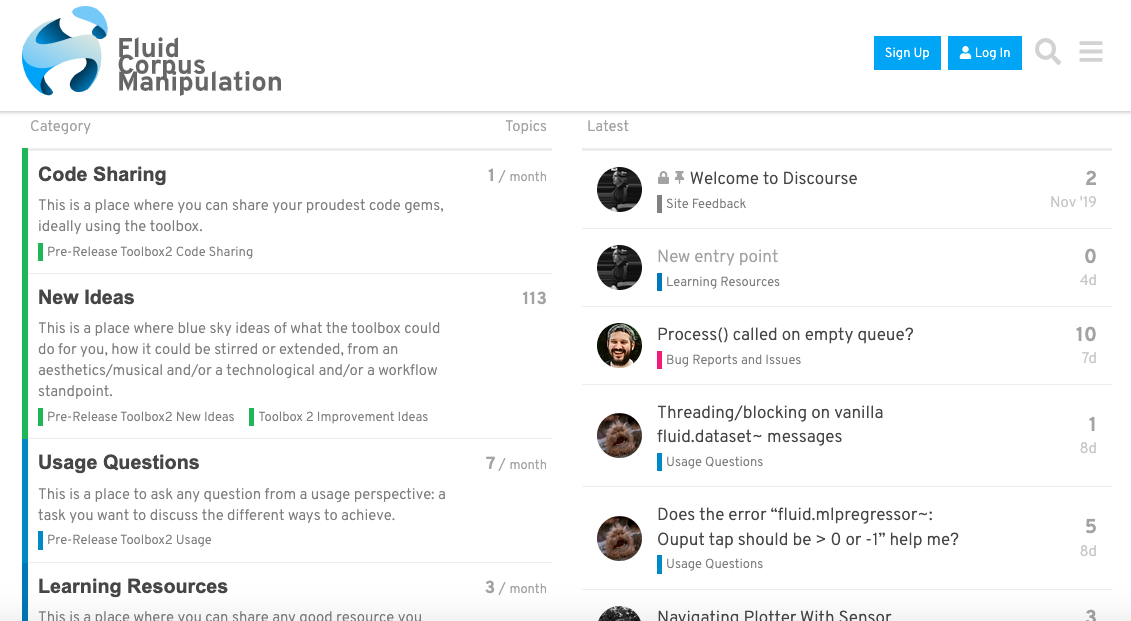 Fluid
Corpus
Manipulation
Sign Up
Log In
Category
Topics
Code Sharing
1 / month
This is a place where you can share your proudest code gems,
ideally using the toolbox.
Pre-Release Toolbox2 Code Sharing
New Ideas
113
This is a place where blue sky ideas of what the toolbox could
do for you, how it could be stirred or extended, from an
aesthetics/musical and/or a technological and/or a workflow
standpoint.
Pre-Release Toolbox2 New Ideas
Toolbox 2 Improvement Ideas
Usage Questions
7 / month
This is a place to ask any question from a usage perspective: a
task you want to discuss the different ways to achieve.
Pre-Release Toolbox2 Usage
Learning Resources
3 / month
This is a place where you can share any good resource you
Latest
Welcome to Discourse
2
Site Feedback
Nov '19
New entry point
0
Learning Resources
4d
Process() called on empty queue?
10
Bug Reports and Issues
7d
Threading/blocking on vanilla
fluid.dataset~ messages
1
Usage Questions
8d
Does the error “fluid.mlpregressor~:
Ouput tap should be > 0 or -1” help me?
5
Usage Questions
8d
Navigating Plotter With Sensor
3